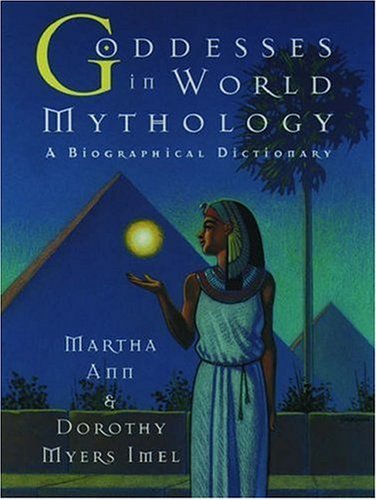 GODDESSES
in WORLD
MYTHOLOGY
A BIOGRAPHICAL DICTIONARY
MARTHA
ANN
&
DOROTHY
MYERS IMEL